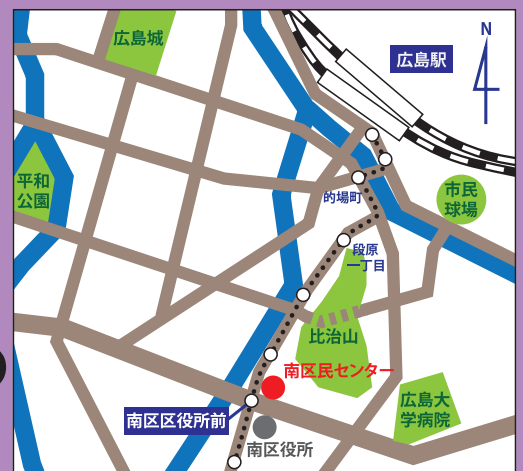 広島城
広島駅
N
平和
公園
市民
球場
的場町
段原
一丁目
比治山
南区民センター
広島大
学病院
南区区役所前
南区役所